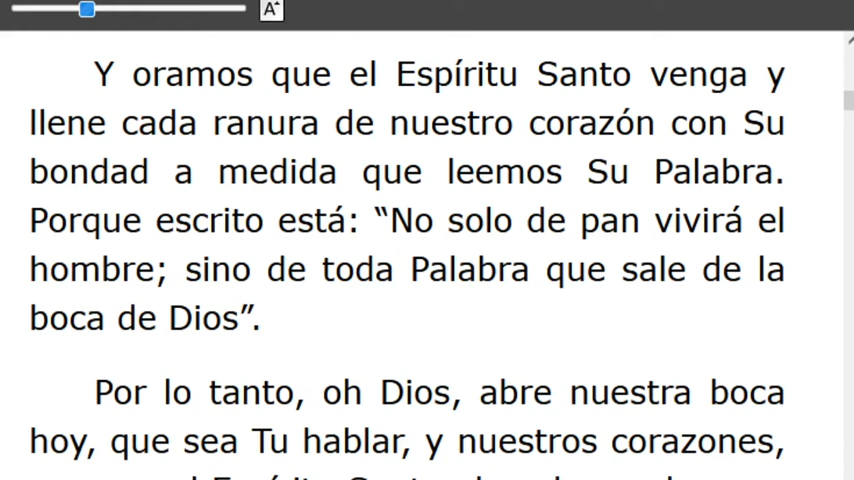 A
Y oramos que el Espíritu Santo venga y
llene cada ranura de nuestro corazón con Su
bondad a medida que leemos Su Palabra.
Porque escrito está: “No solo de pan vivirá el
hombre; sino de toda Palabra que sale de la
boca de Dios”.
Por lo tanto, oh Dios, abre nuestra boca
hoy, que sea Tu hablar, y nuestros corazones,